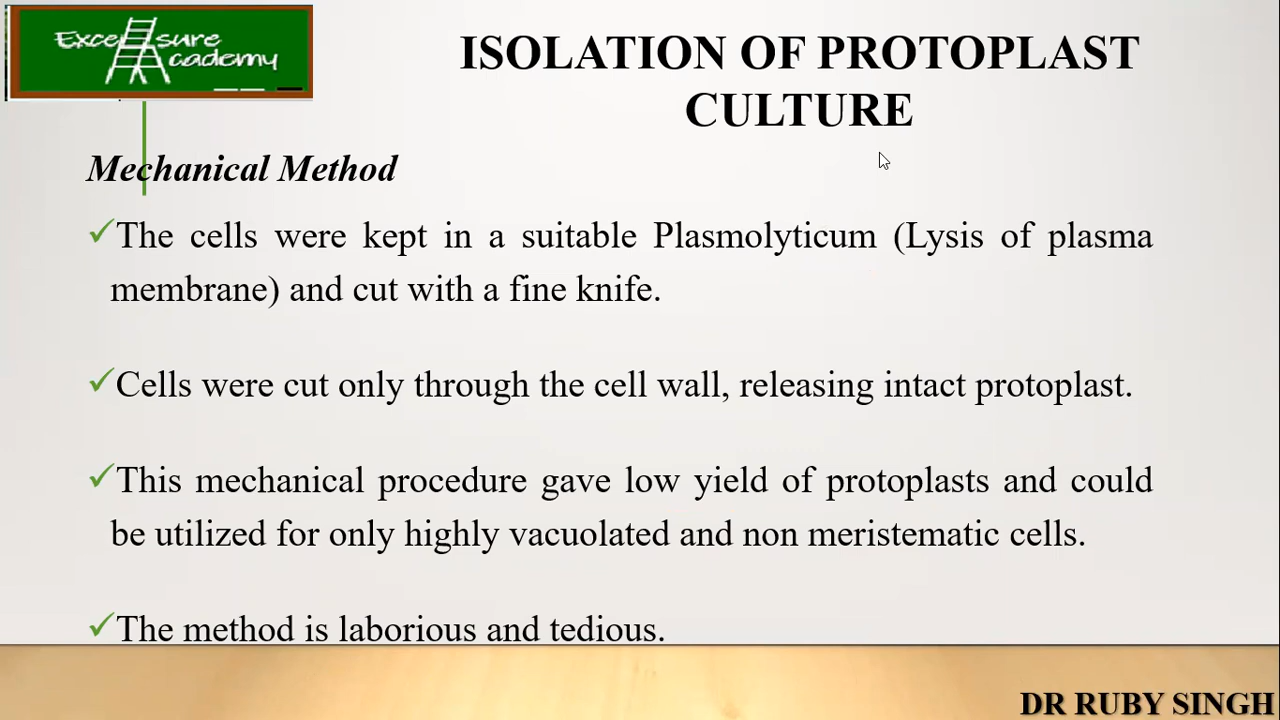 Excel sure
Academy
ISOLATION OF PROTOPLAST
CULTURE
Mechanical Method
✓The cells were kept in a suitable Plasmolyticum (Lysis of plasma
membrane) and cut with a fine knife.
✓Cells were cut only through the cell wall, releasing intact protoplast.
✓This mechanical procedure gave low yield of protoplasts and could
be utilized for only highly vacuolated and non meristematic cells.
✓The method is laborious and tedious.
DR RUBY SINGH